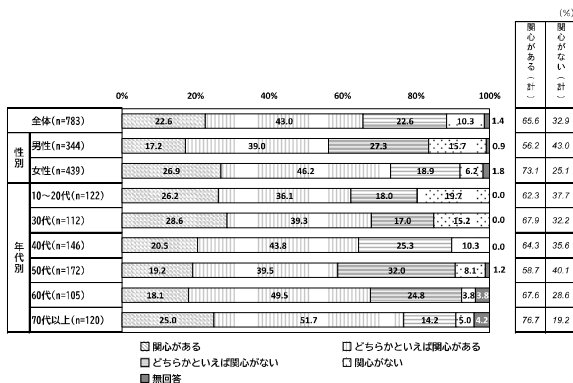 (%)
関心がある(計) 関心がない(計)
0% 20% 40% 60% 80% 100%
全体(n=783) 22.6 43.0 22.6 10.3 1.4 65.6 32.9
性別
男性(n=344) 17.2 39.0 27.3 15.7 0.9 56.2 43.0
女性(n=439) 26.9 46.2 18.9 6.2 1.8 73.1 25.1
年代別
10~20代(n=122) 26.2 36.1 18.0 19.7 0.0 62.3 37.7
30代(n=112) 28.6 39.3 17.0 15.2 0.0 67.9 32.2
40代(n=146) 20.5 43.8 25.3 10.3 0.0 64.3 35.6
50代(n=172) 19.2 39.5 32.0 8.1 1.2 58.7 40.1
60代(n=105) 18.1 49.5 24.8 3.8 3.8 67.6 28.6
70代以上(n=120) 25.0 51.7 14.2 5.0 4.2 76.7 19.2
関心がある どちらかといえば関心がある
どちらかといえば関心がない 関心がない
無回答